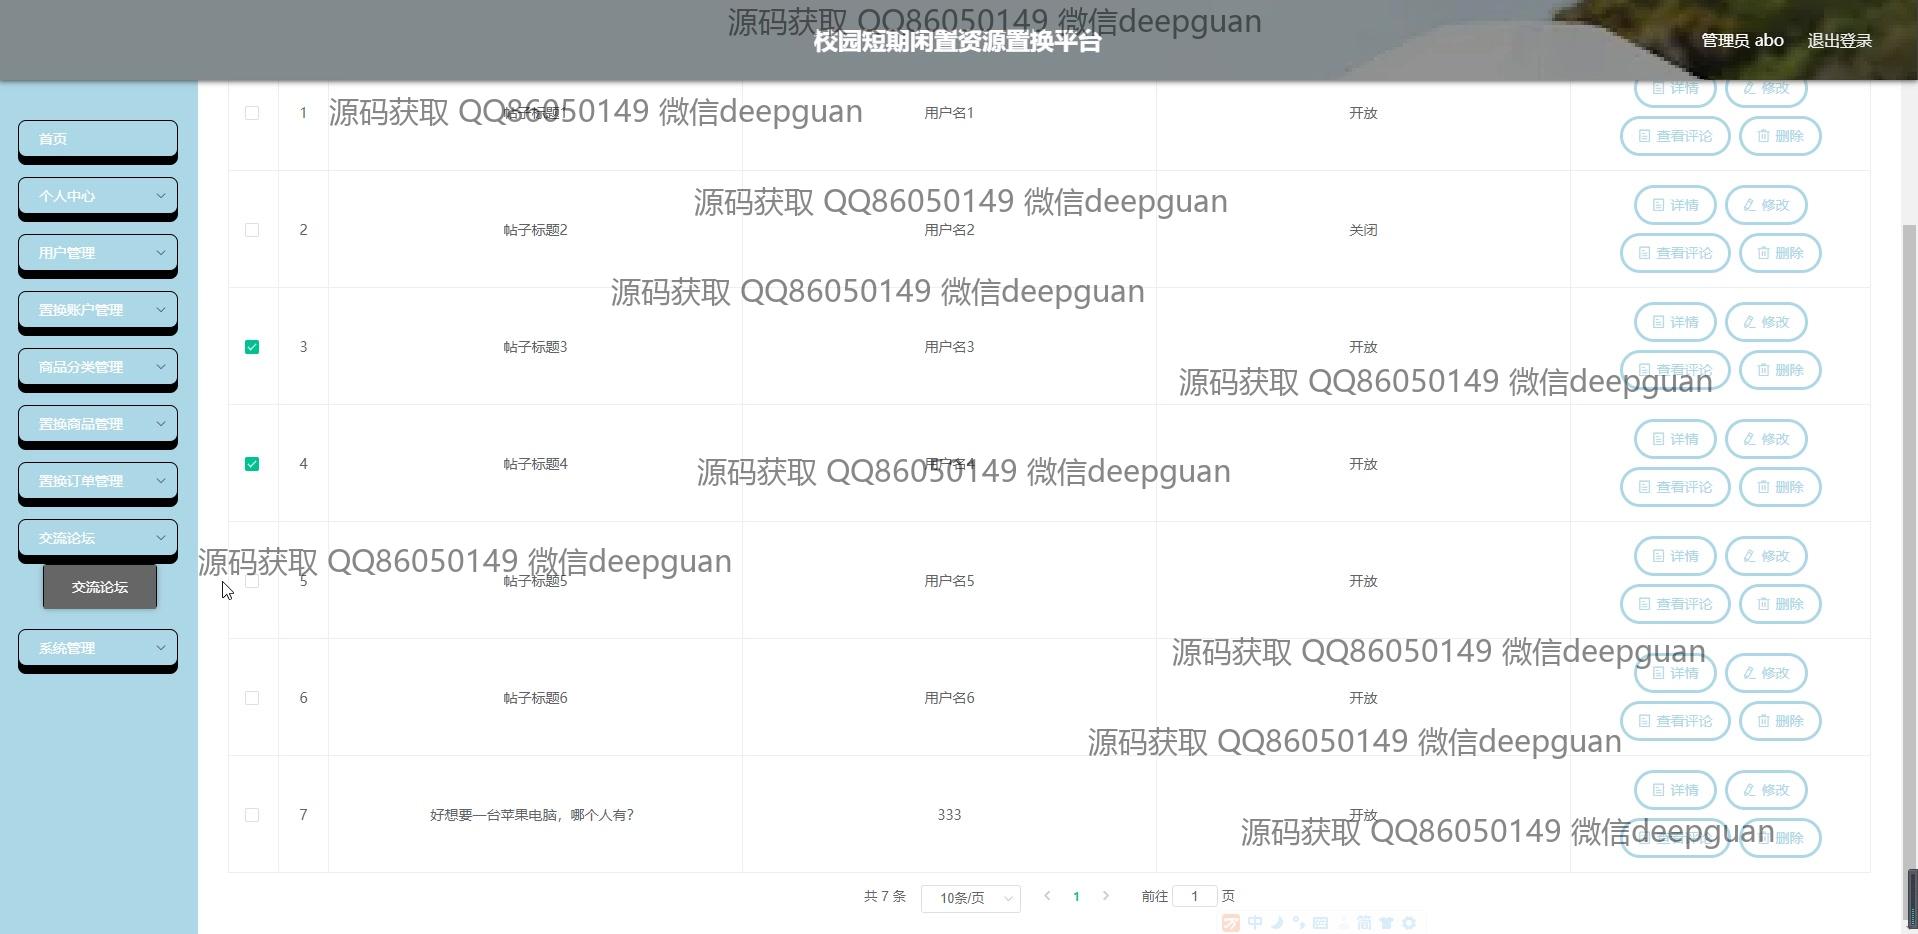 源码获取 QQ86050149 微信deepguan
校园短期闲置资源置换平台
管理员 abo
退出登录
首页
个人中心
用户管理
置换账户管理
商品分类管理
置换商品管理
置换订单管理
交流论坛
交流论坛
系统管理
1 帖子标题1 用户名1 开放 详情 修改
查看评论 删除
源码获取 QQ86050149 微信deepguan
源码获取 QQ86050149 微信deepguan
2 帖子标题2 用户名2 关闭 详情 修改
查看评论 删除
源码获取 QQ86050149 微信deepguan
3 帖子标题3 用户名3 开放 详情 修改
查看评论 删除
源码获取 QQ86050149 微信deepguan
4 帖子标题4 用户名4 开放 详情 修改
查看评论 删除
源码获取 QQ86050149 微信deepguan
源码获取 QQ86050149 微信deepguan
5 帖子标题5 用户名5 开放 详情 修改
查看评论 删除
源码获取 QQ86050149 微信deepguan
6 帖子标题6 用户名6 开放 详情 修改
查看评论 删除
源码获取 QQ86050149 微信deepguan
7 好想要一台苹果电脑，哪个人有？ 333 开放 详情 修改
查看评论 删除
源码获取 QQ86050149 微信deepguan
共 7 条 10条/页 1 前往 1 页
中 简